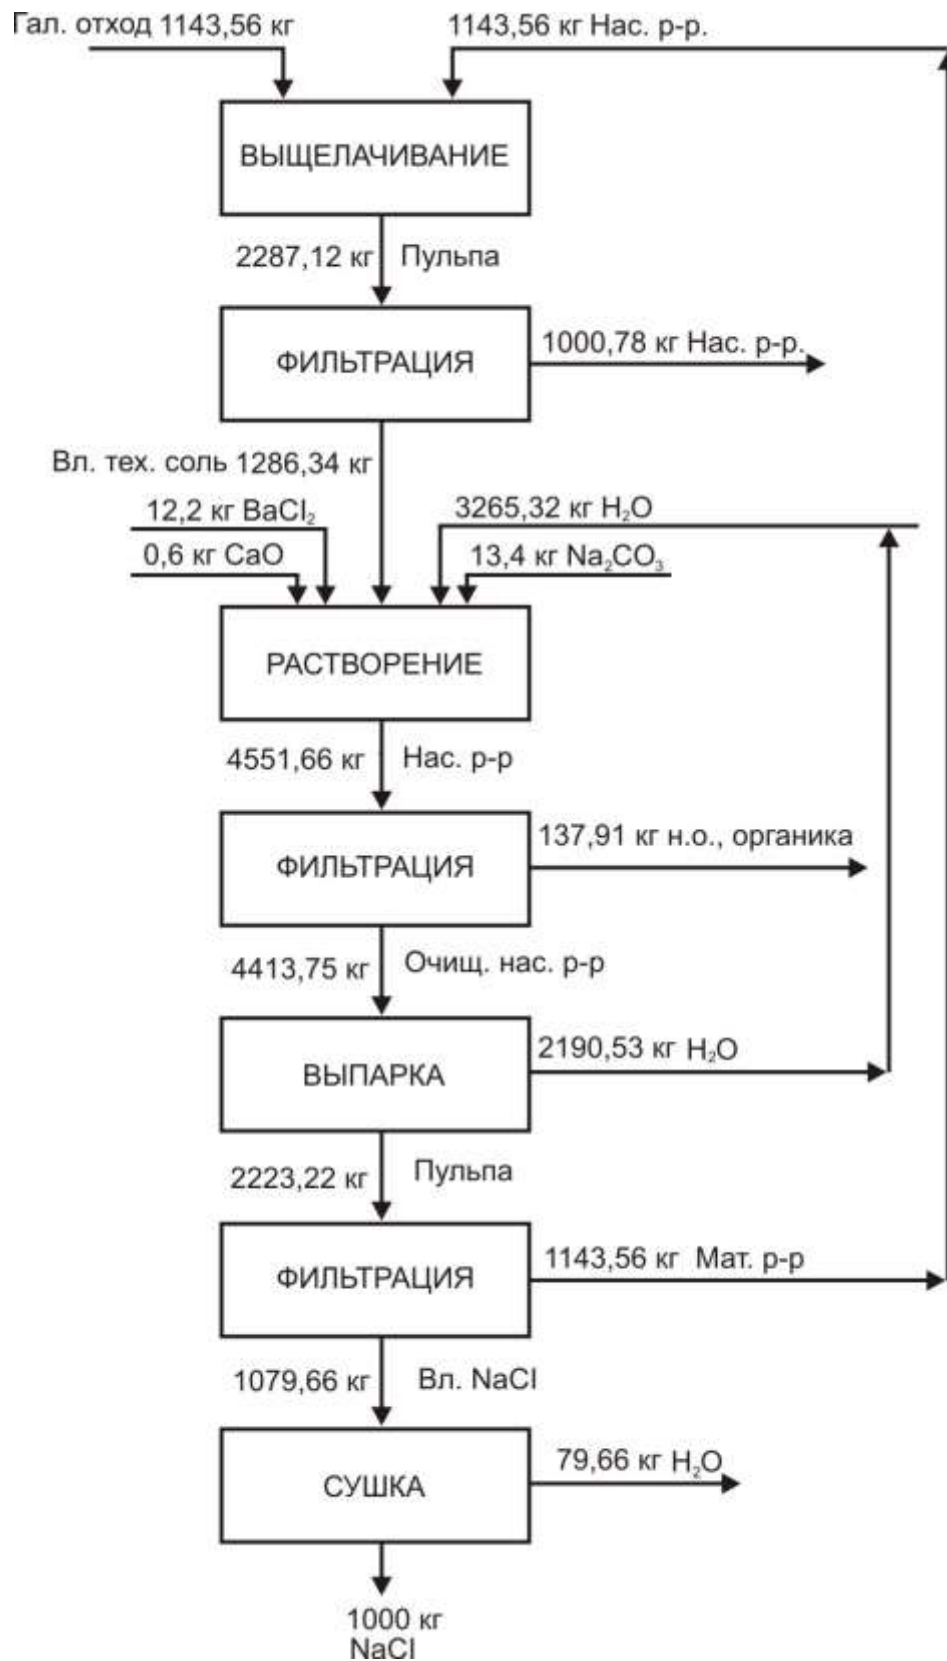 Гал. отход 1143,56 кг
1143,56 кг Нас. р-р.
ВЫЩЕЛАЧИВАНИЕ
2287,12 кг Пульпа
ФИЛЬТРАЦИЯ
1000,78 кг Нас. р-р.
Вл. тех. соль 1286,34 кг
12,2 кг BaCl₂
3265,32 кг H₂O
0,6 кг CaO
13,4 кг Na₂CO₃
РАСТВОРЕНИЕ
4551,66 кг Нас. р-р
ФИЛЬТРАЦИЯ
137,91 кг н.о., органика
4413,75 кг Очищ. нас. р-р
ВЫПАРКА
2190,53 кг H₂O
2223,22 кг Пульпа
ФИЛЬТРАЦИЯ
1143,56 кг Мат. р-р
1079,66 кг Вл. NaCl
СУШКА
79,66 кг H₂O
1000 кг
NaCl